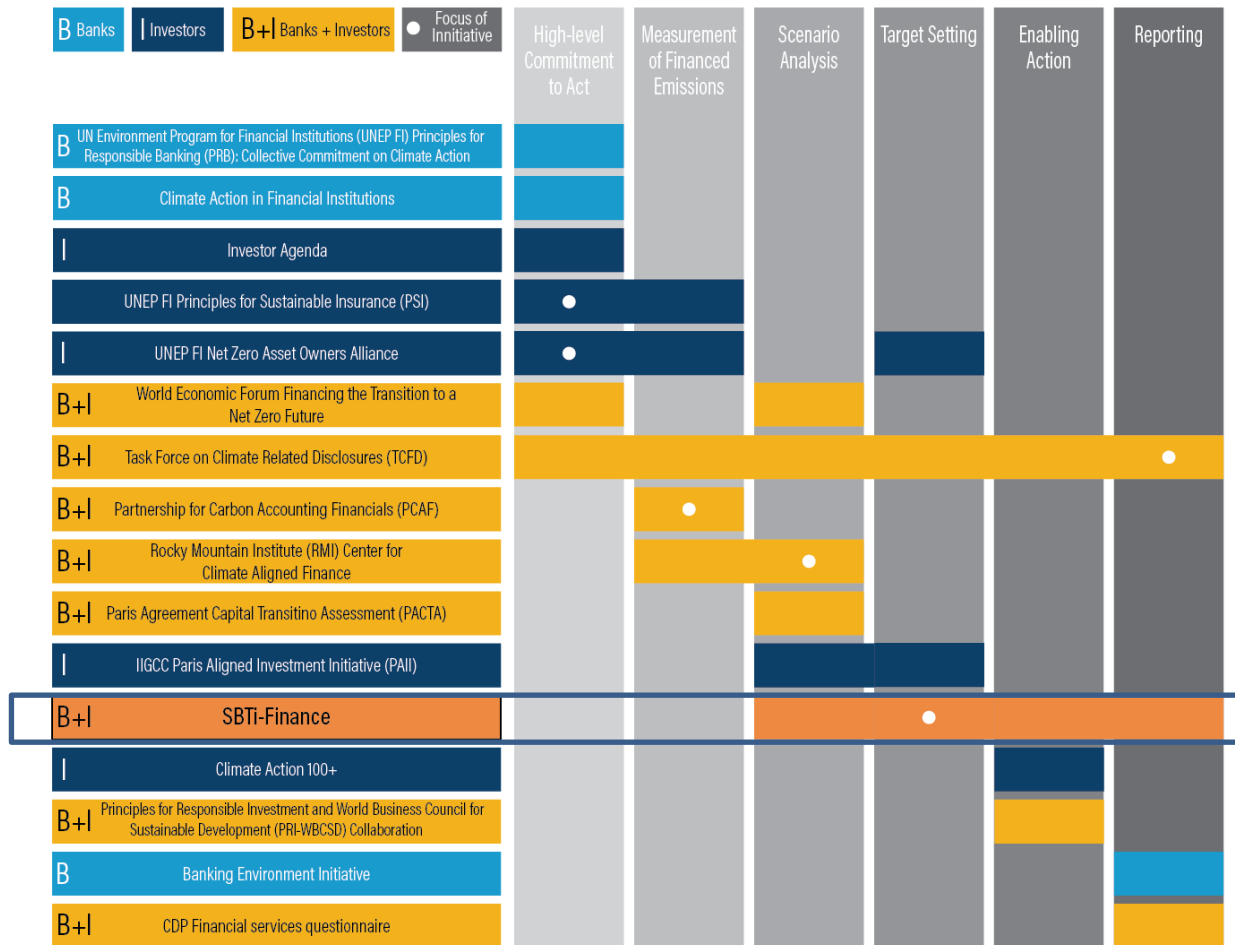 B Banks
I Investors
B+I Banks + Investors
Focus of
Innitiative
High-level
Commitment
to Act
Measurement
of Financed
Emissions
Scenario
Analysis
Target Setting
Enabling
Action
Reporting
B UN Environment Program for Financial Institutions (UNEP FI) Principles for
Responsible Banking (PRB): Collective Commitment on Climate Action
B Climate Action in Financial Institutions
I Investor Agenda
UNEP FI Principles for Sustainable Insurance (PSI)
I UNEP FI Net Zero Asset Owners Alliance
B+I World Economic Forum Financing the Transition to a
Net Zero Future
B+I Task Force on Climate Related Disclosures (TCFD)
B+I Partnership for Carbon Accounting Financials (PCAF)
B+I Rocky Mountain Institute (RMI) Center for
Climate Aligned Finance
B+I Paris Agreement Capital Transitino Assessment (PACTA)
I IIGCC Paris Aligned Investment Initiative (PAII)
B+I SBTi-Finance
I Climate Action 100+
B+I Principles for Responsible Investment and World Business Council for
Sustainable Development (PRI-WBCSD) Collaboration
B Banking Environment Initiative
B+I CDP Financial services questionnaire